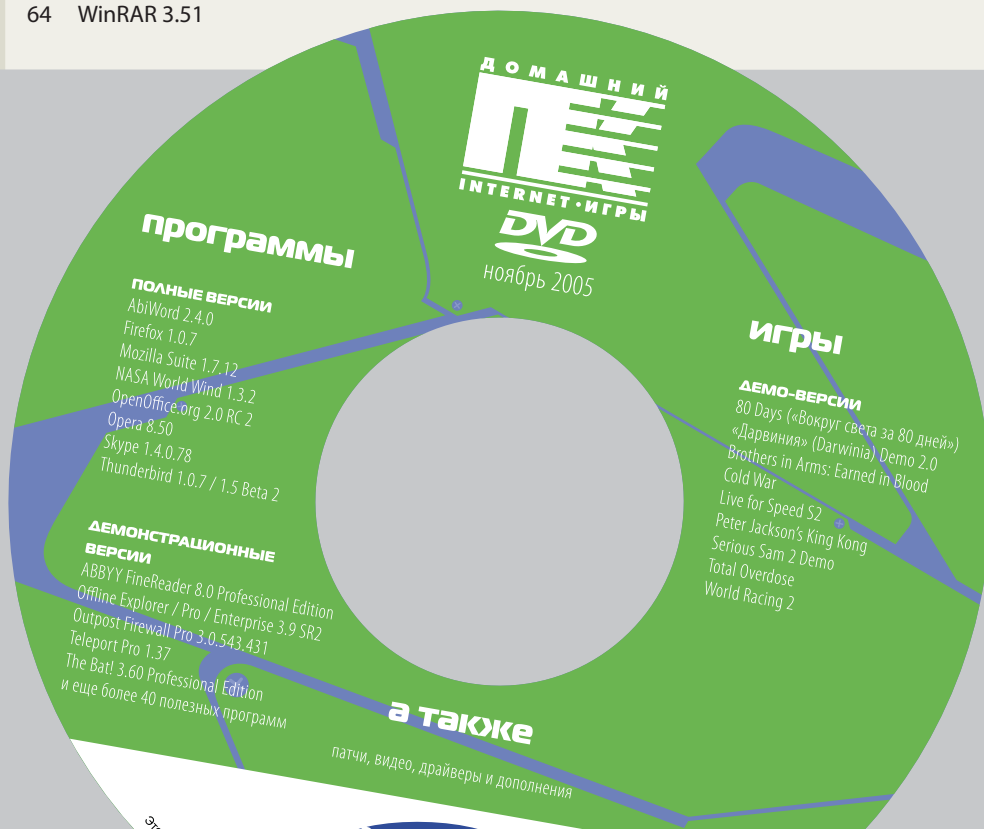 64 WinRAR 3.51
ДОМАШНИЙ
ПК
INTERNET•ИГРЫ
DVD
ноябрь 2005
программы
ПОЛНЫЕ ВЕРСИИ
AbiWord 2.4.0
Firefox 1.0.7
Mozilla Suite 1.7.12
NASA World Wind 1.3.2
OpenOffice.org 2.0 RC 2
Opera 8.50
Skype 1.4.0.78
Thunderbird 1.0.7 / 1.5 Beta 2
ДЕМОНСТРАЦИОННЫЕ
ВЕРСИИ
ABBYY FineReader 8.0 Professional Edition
Offline Explorer / Pro / Enterprise 3.9 SR2
Outpost Firewall Pro 3.0.543.431
Teleport Pro 1.37
The Bat! 3.60 Professional Edition
и еще более 40 полезных программ
игры
ДЕМО-ВЕРСИИ
80 Days («Вокруг света за 80 дней»)
«Дарвиния» (Darwinia) Demo 2.0
Brothers in Arms: Earned in Blood
Cold War
Live for Speed S2
Peter Jackson's King Kong
Serious Sam 2 Demo
Total Overdose
World Racing 2
а также
патчи, видео, драйверы и дополнения